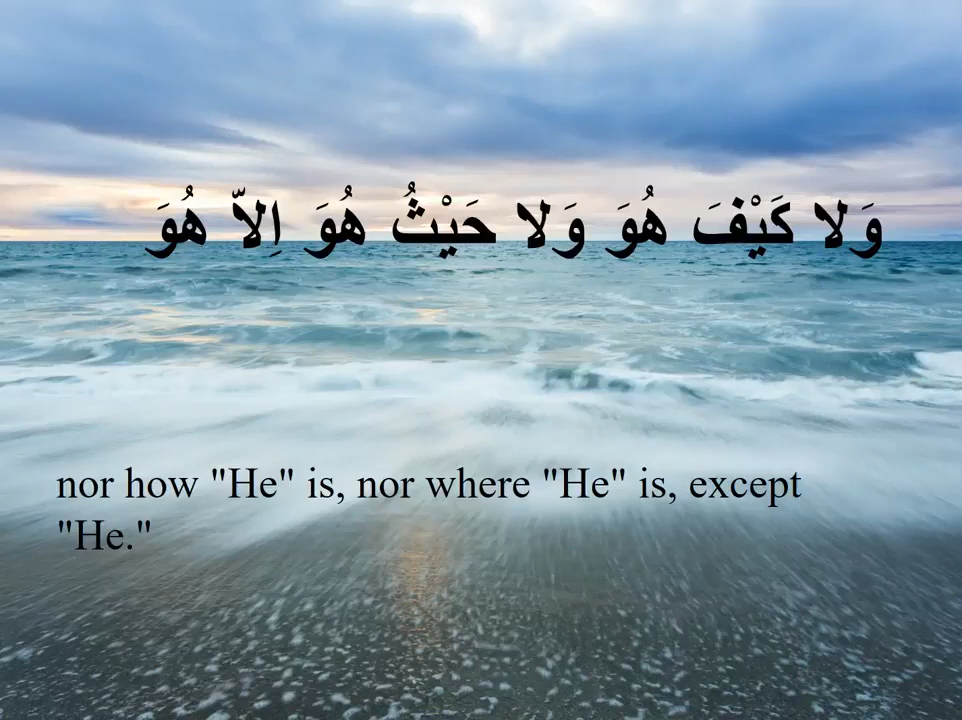 وَلا كَيْفَ هُوَ وَلا حَيْثُ هُوَ اِلاّ هُوَ
nor how "He" is, nor where "He" is, except
"He."